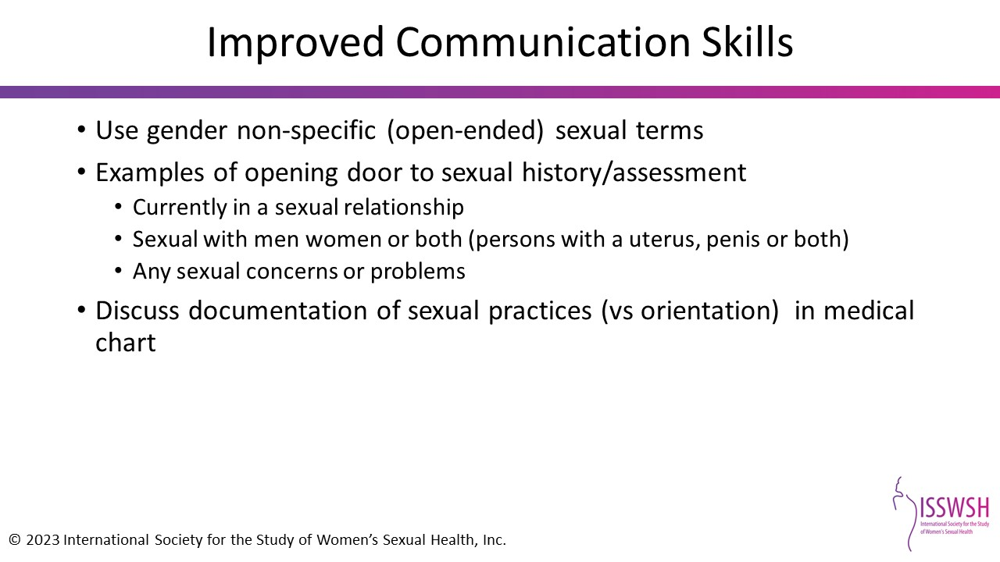 Improved Communication Skills
• Use gender non-specific (open-ended) sexual terms
• Examples of opening door to sexual history/assessment
• Currently in a sexual relationship
• Sexual with men women or both (persons with a uterus, penis or both)
• Any sexual concerns or problems
• Discuss documentation of sexual practices (vs orientation) in medical
chart
ISSWSH
International Society for the Study
of Women's Sexual Health
© 2023 International Society for the Study of Women’s Sexual Health, Inc.